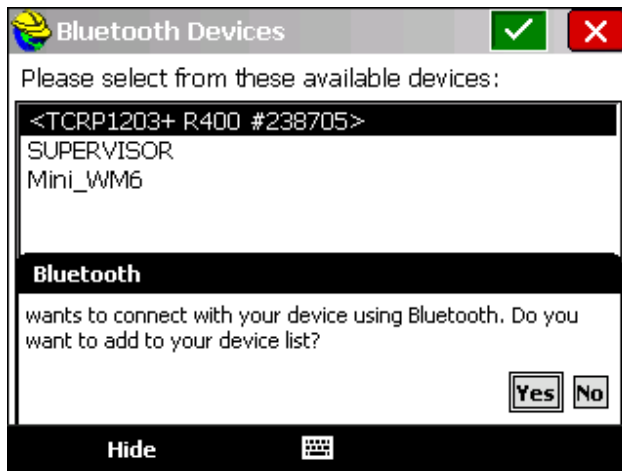 Bluetooth Devices
Please select from these available devices:
<TCRP1203+ R400 #238705>
SUPERVISOR
Mini_WM6
Bluetooth
wants to connect with your device using Bluetooth. Do you
want to add to your device list?
Yes No
Hide